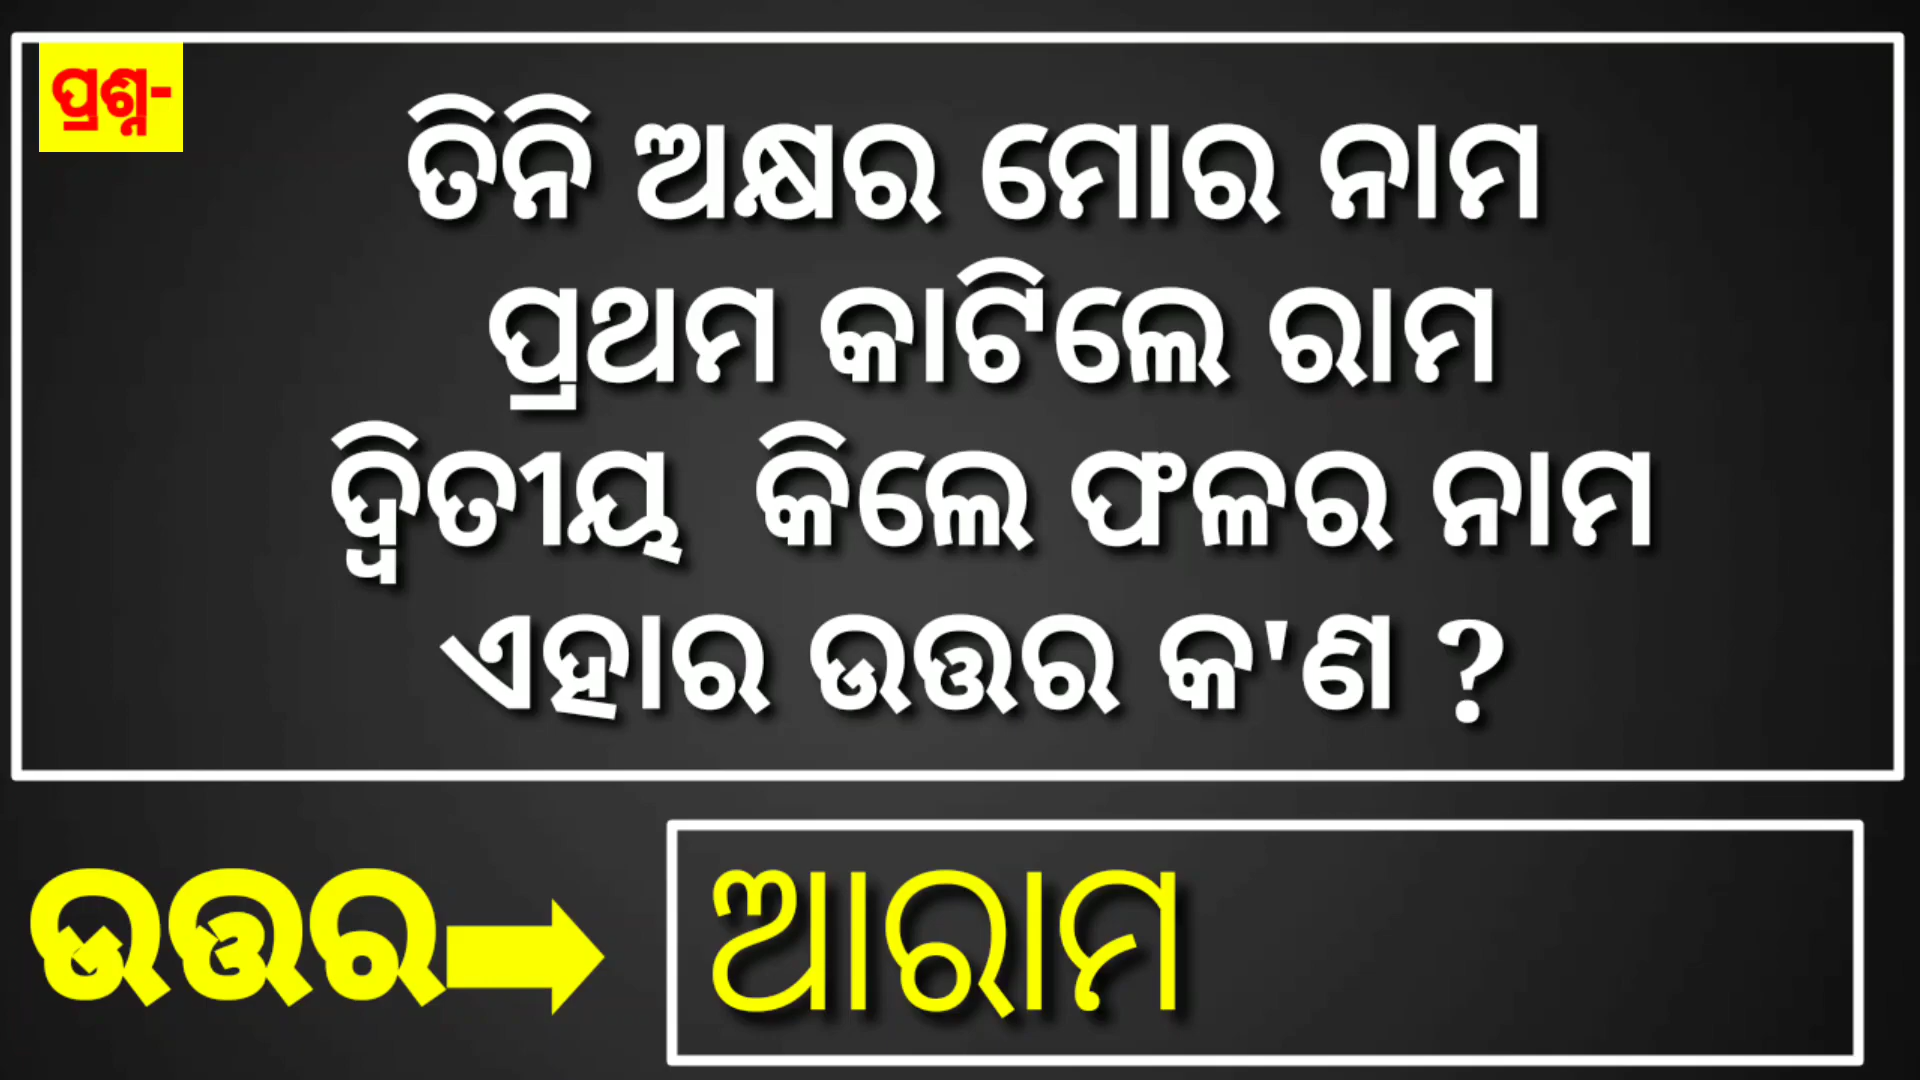 ପ୍ରଶ୍ନ-
ତିନି ଅକ୍ଷର ମୋର ନାମ
ପ୍ରଥମ କାଟିଲେ ରାମ
ଦ୍ୱିତୀୟ କିଲେ ଫଳର ନାମ
ଏହାର ଉତ୍ତର କ'ଣ ?
ଉତ୍ତର
ଆରାମ